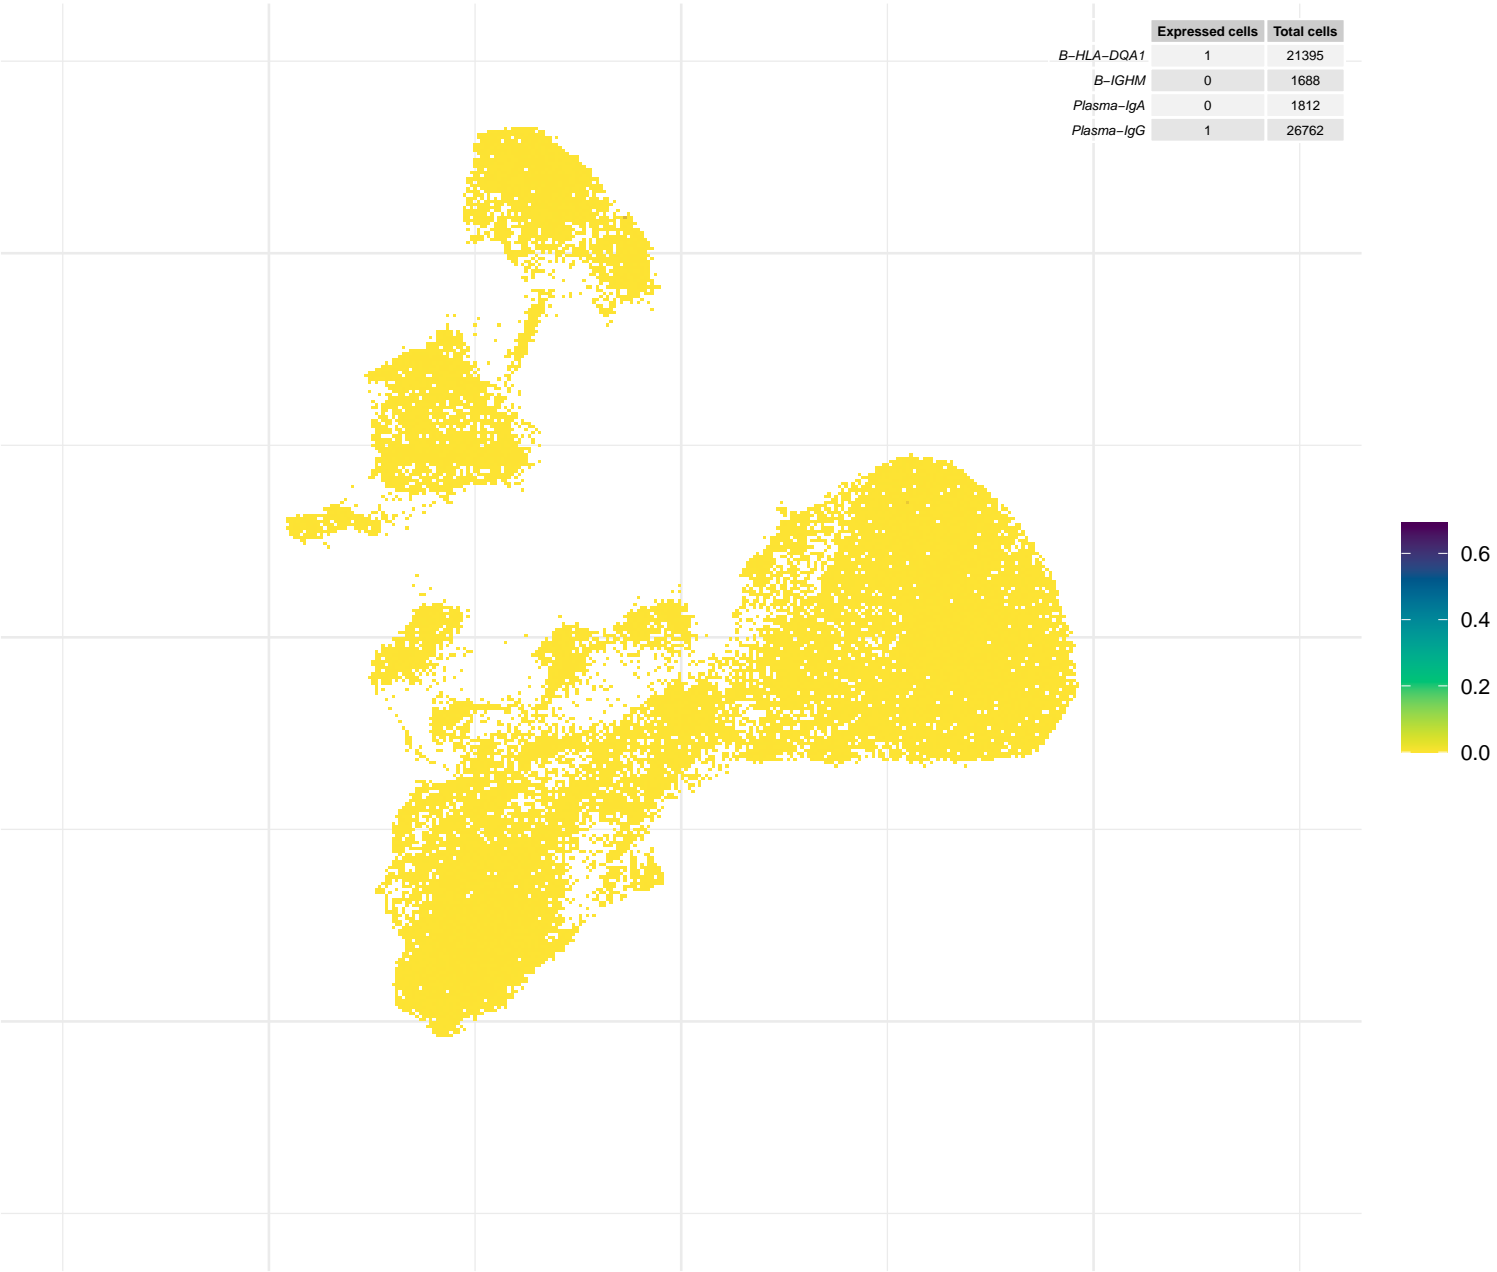 Expressed cells Total cells
B−HLA−DQA1 1 21395
B−IGHM 0 1688
Plasma−IgA 0 1812
Plasma−IgG 1 26762
0.6
0.4
0.2
0.0